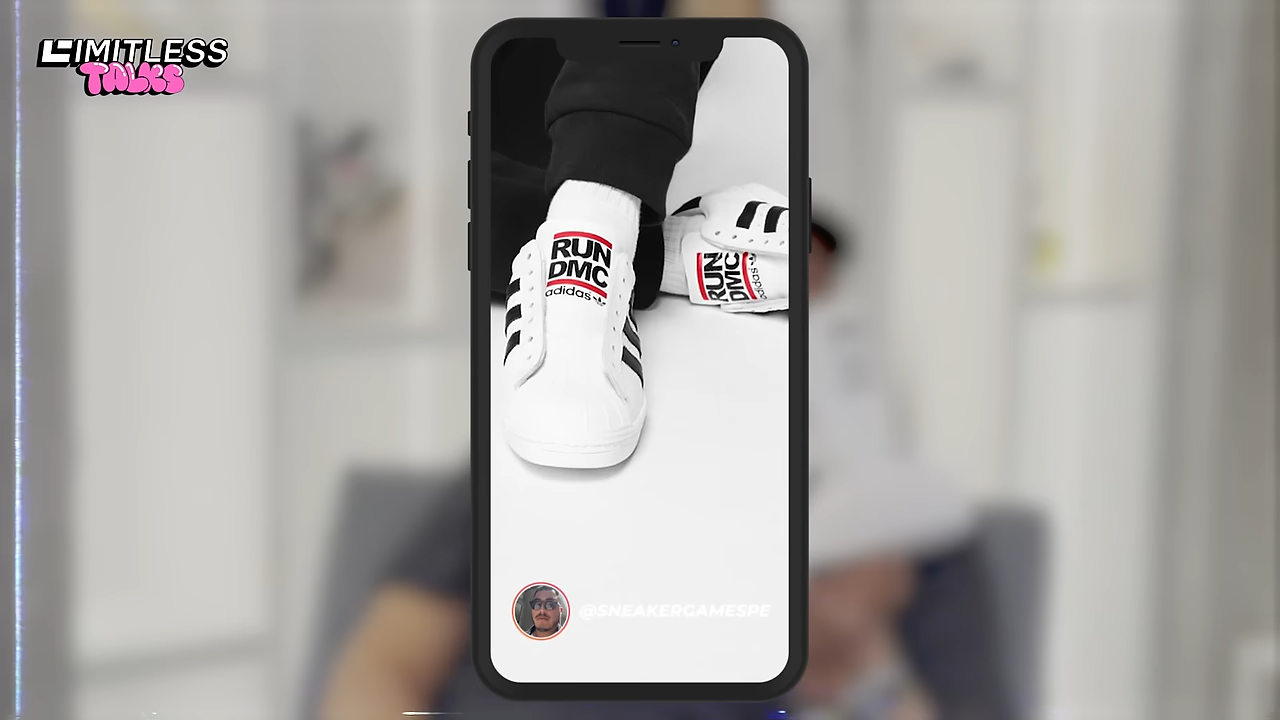 LIMITLESS
TALKS
RUN
DMC
adidas
RUN
DMC
adidas
@SNEAKERGAMESPE